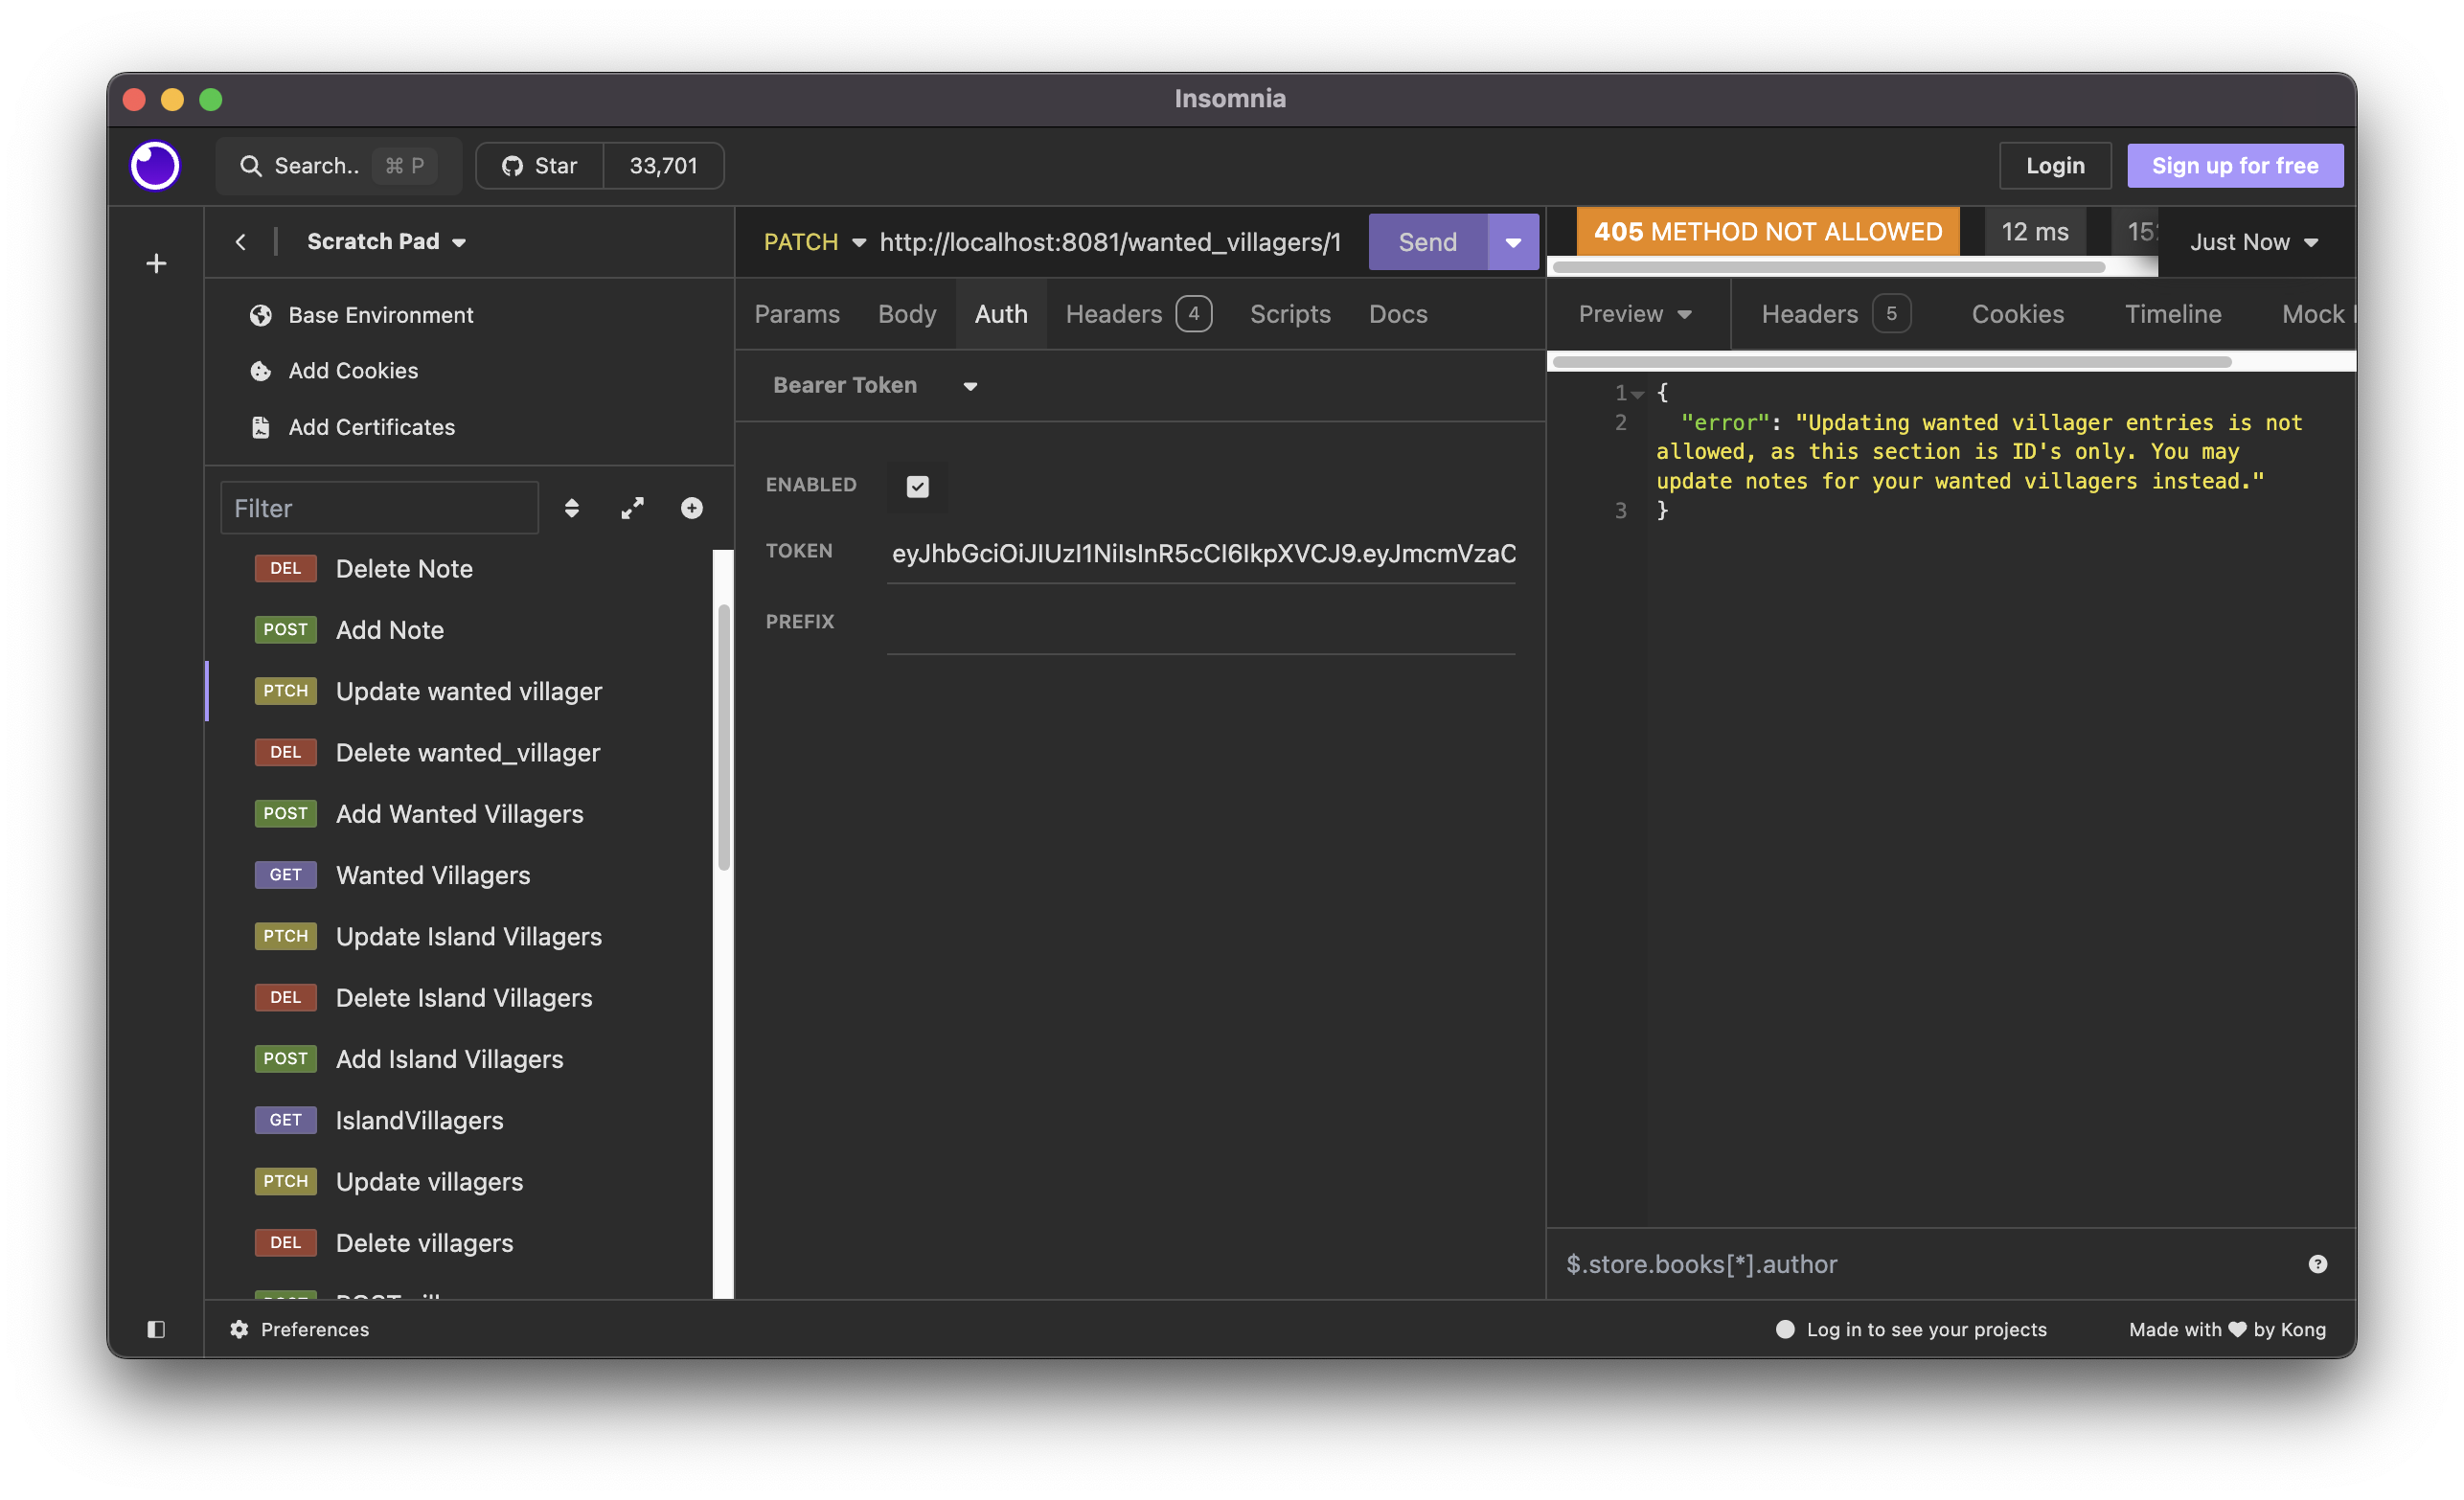 Insomnia
Search.. ⌘ P
Star 33,701
Login
Sign up for free
Scratch Pad
Base Environment
Add Cookies
Add Certificates
Filter
DEL Delete Note
POST Add Note
PTCH Update wanted villager
DEL Delete wanted_villager
POST Add Wanted Villagers
GET Wanted Villagers
PTCH Update Island Villagers
DEL Delete Island Villagers
POST Add Island Villagers
GET IslandVillagers
PTCH Update villagers
DEL Delete villagers
PATCH http://localhost:8081/wanted_villagers/1 Send
Params Body Auth Headers 4 Scripts Docs
Bearer Token
ENABLED
TOKEN eyJhbGciOiJIUzI1NiIsInR5cCI6IkpXVCJ9.eyJmcmVzaC
PREFIX
405 METHOD NOT ALLOWED 12 ms 15 Just Now
Preview Headers 5 Cookies Timeline Mock
1 {
2 "error": "Updating wanted villager entries is not
allowed, as this section is ID's only. You may
update notes for your wanted villagers instead."
3 }
$.store.books[*].author
Preferences
Log in to see your projects
Made with ♥ by Kong